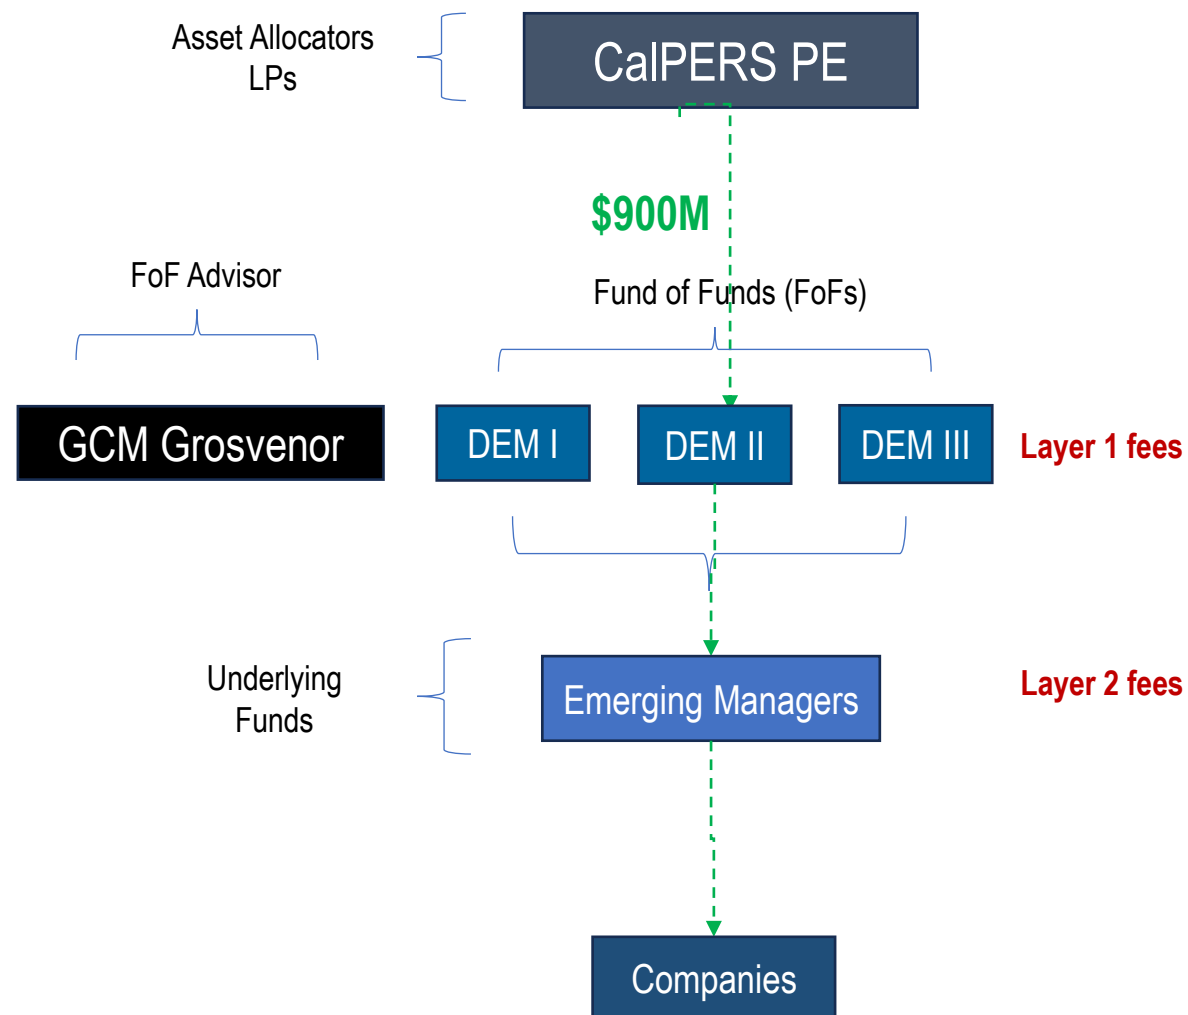 Asset Allocators
LPs
CalPERS PE
$900M
FoF Advisor
Fund of Funds (FoFs)
GCM Grosvenor
DEM I
DEM II
DEM III
Layer 1 fees
Underlying
Funds
Emerging Managers
Layer 2 fees
Companies